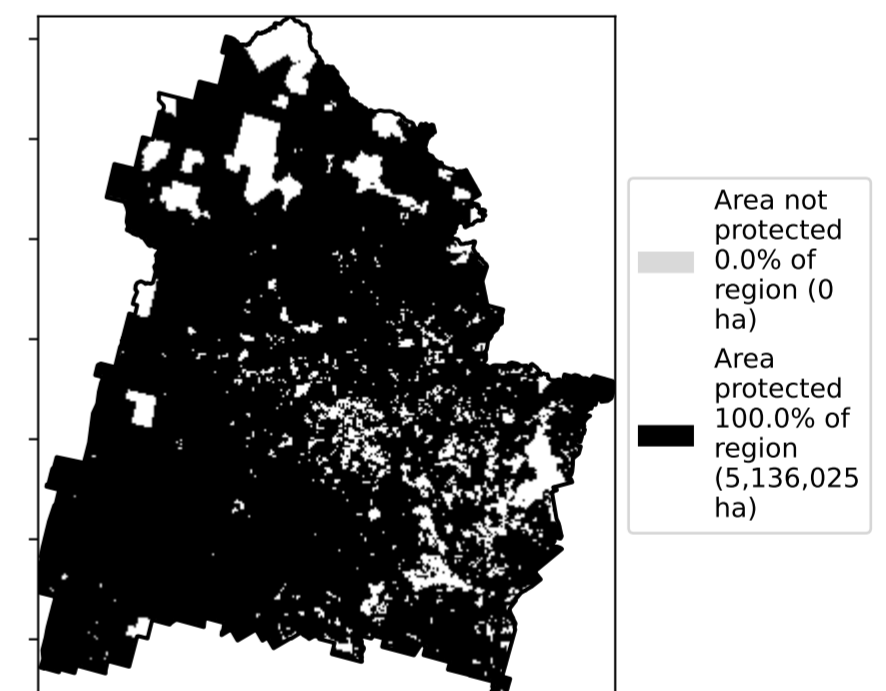 Area not
protected
0.0% of
region (0
ha)
Area
protected
100.0% of
region
(5,136,025
ha)